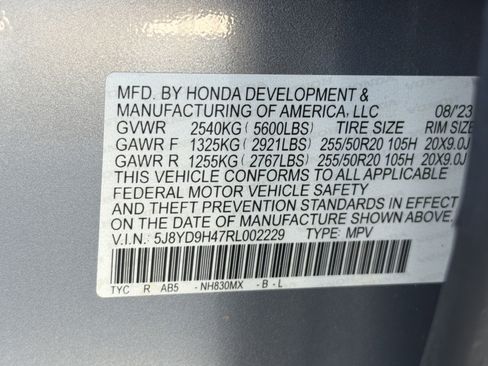 MFD. BY HONDA DEVELOPMENT &
MANUFACTURING OF AMERICA, LLC 08/'23
GVWR 2540KG (5600LBS) TIRE SIZE RIM SIZE
GAWR F 1325KG (2921LBS) 255/50R20 105H 20X9.0J
GAWR R 1255KG (2767LBS) 255/50R20 105H 20X9.0J
THIS VEHICLE CONFORMS TO ALL APPLICABLE
FEDERAL MOTOR VEHICLE SAFETY
AND THEFT PREVENTION STANDARDS IN EFFECT
ON THE DATE OF MANUFACTURE SHOWN ABOVE.
V.I.N.: 5J8YD9H47RL002229 TYPE: MPV
TYC R AB5 - NH830MX - B - L